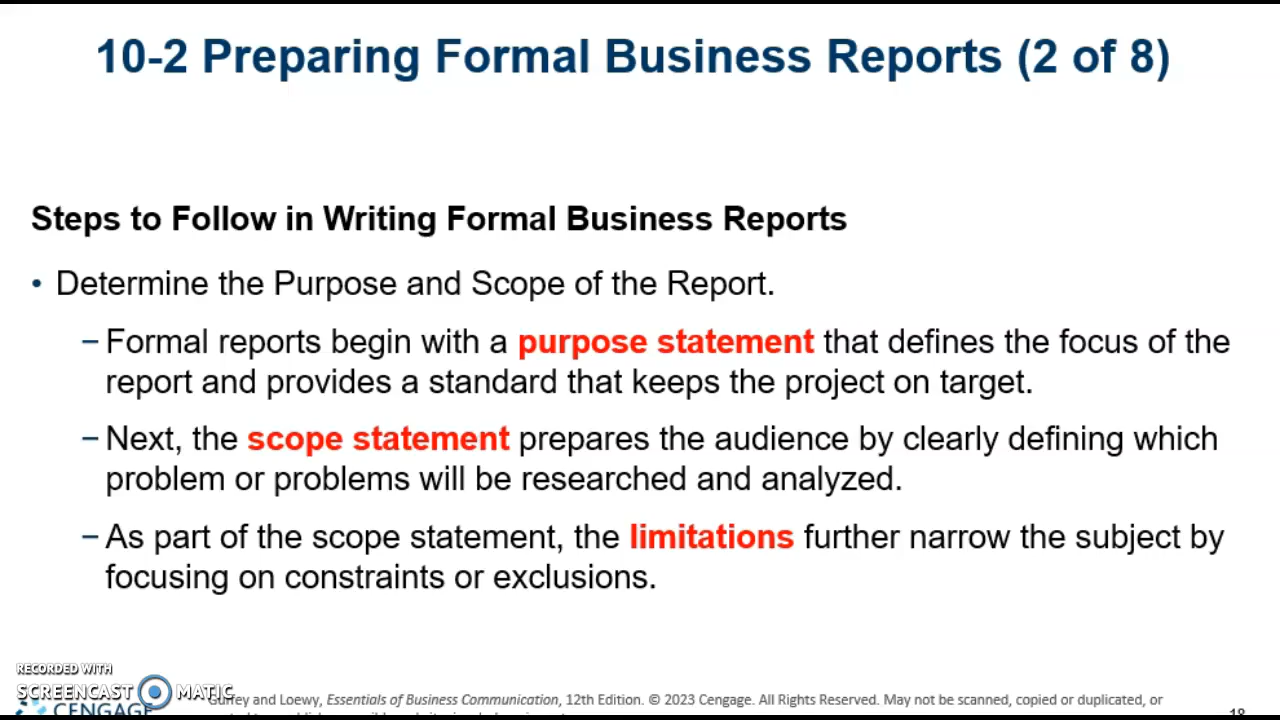 10-2 Preparing Formal Business Reports (2 of 8)
Steps to Follow in Writing Formal Business Reports
• Determine the Purpose and Scope of the Report.
– Formal reports begin with a purpose statement that defines the focus of the
report and provides a standard that keeps the project on target.
– Next, the scope statement prepares the audience by clearly defining which
problem or problems will be researched and analyzed.
– As part of the scope statement, the limitations further narrow the subject by
focusing on constraints or exclusions.
RECORDED WITH
SCREENCAST MATIC
CENGAGE
Guffey and Loewy, Essentials of Business Communication, 12th Edition. © 2023 Cengage. All Rights Reserved. May not be scanned, copied or duplicated, or
18